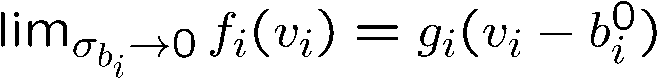 lim_{σ_{b_i}→0} f_i(v_i) = g_i(v_i − b_i^0)